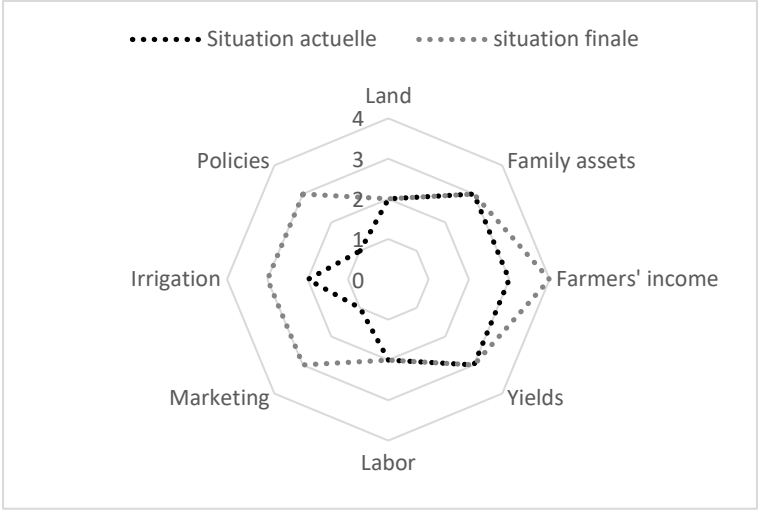 Situation actuelle situation finale
Land
4
Policies 3 Family assets
2
1
Irrigation 0 Farmers' income
Marketing Yields
Labor